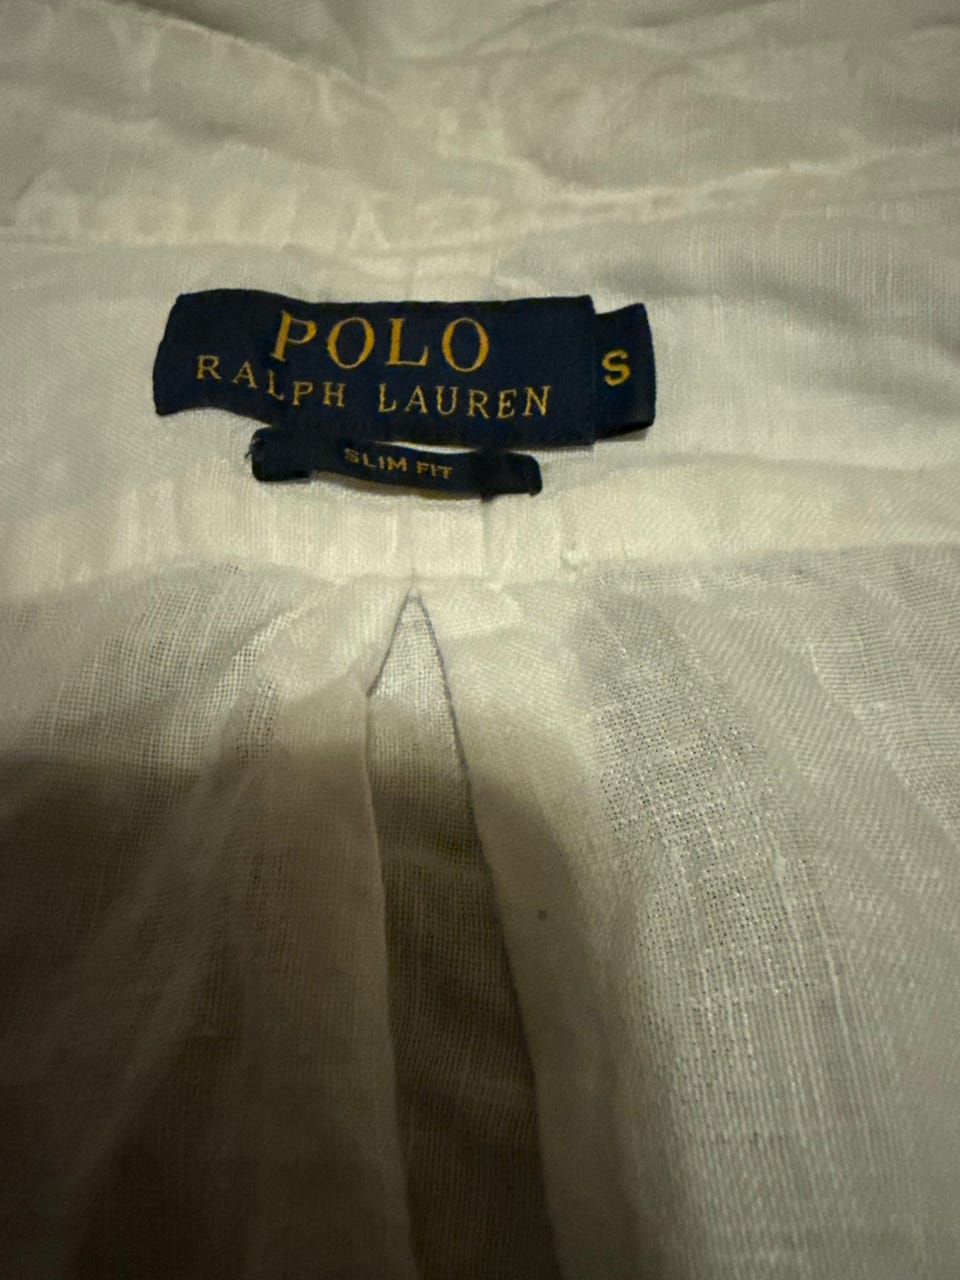 POLO
RALPH LAUREN
S
SLIM FIT